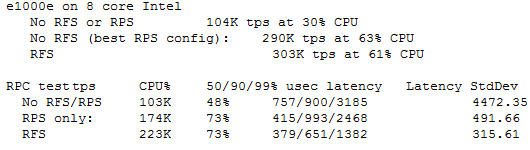 e1000e on 8 core Intel
No RFS or RPS 104K tps at 30% CPU
No RFS (best RPS config): 290K tps at 63% CPU
RFS 303K tps at 61% CPU
RPC test tps CPU% 50/90/99% usec latency Latency StdDev
No RFS/RPS 103K 48% 757/900/3185 4472.35
RPS only: 174K 73% 415/993/2468 491.66
RFS 223K 73% 379/651/1382 315.61